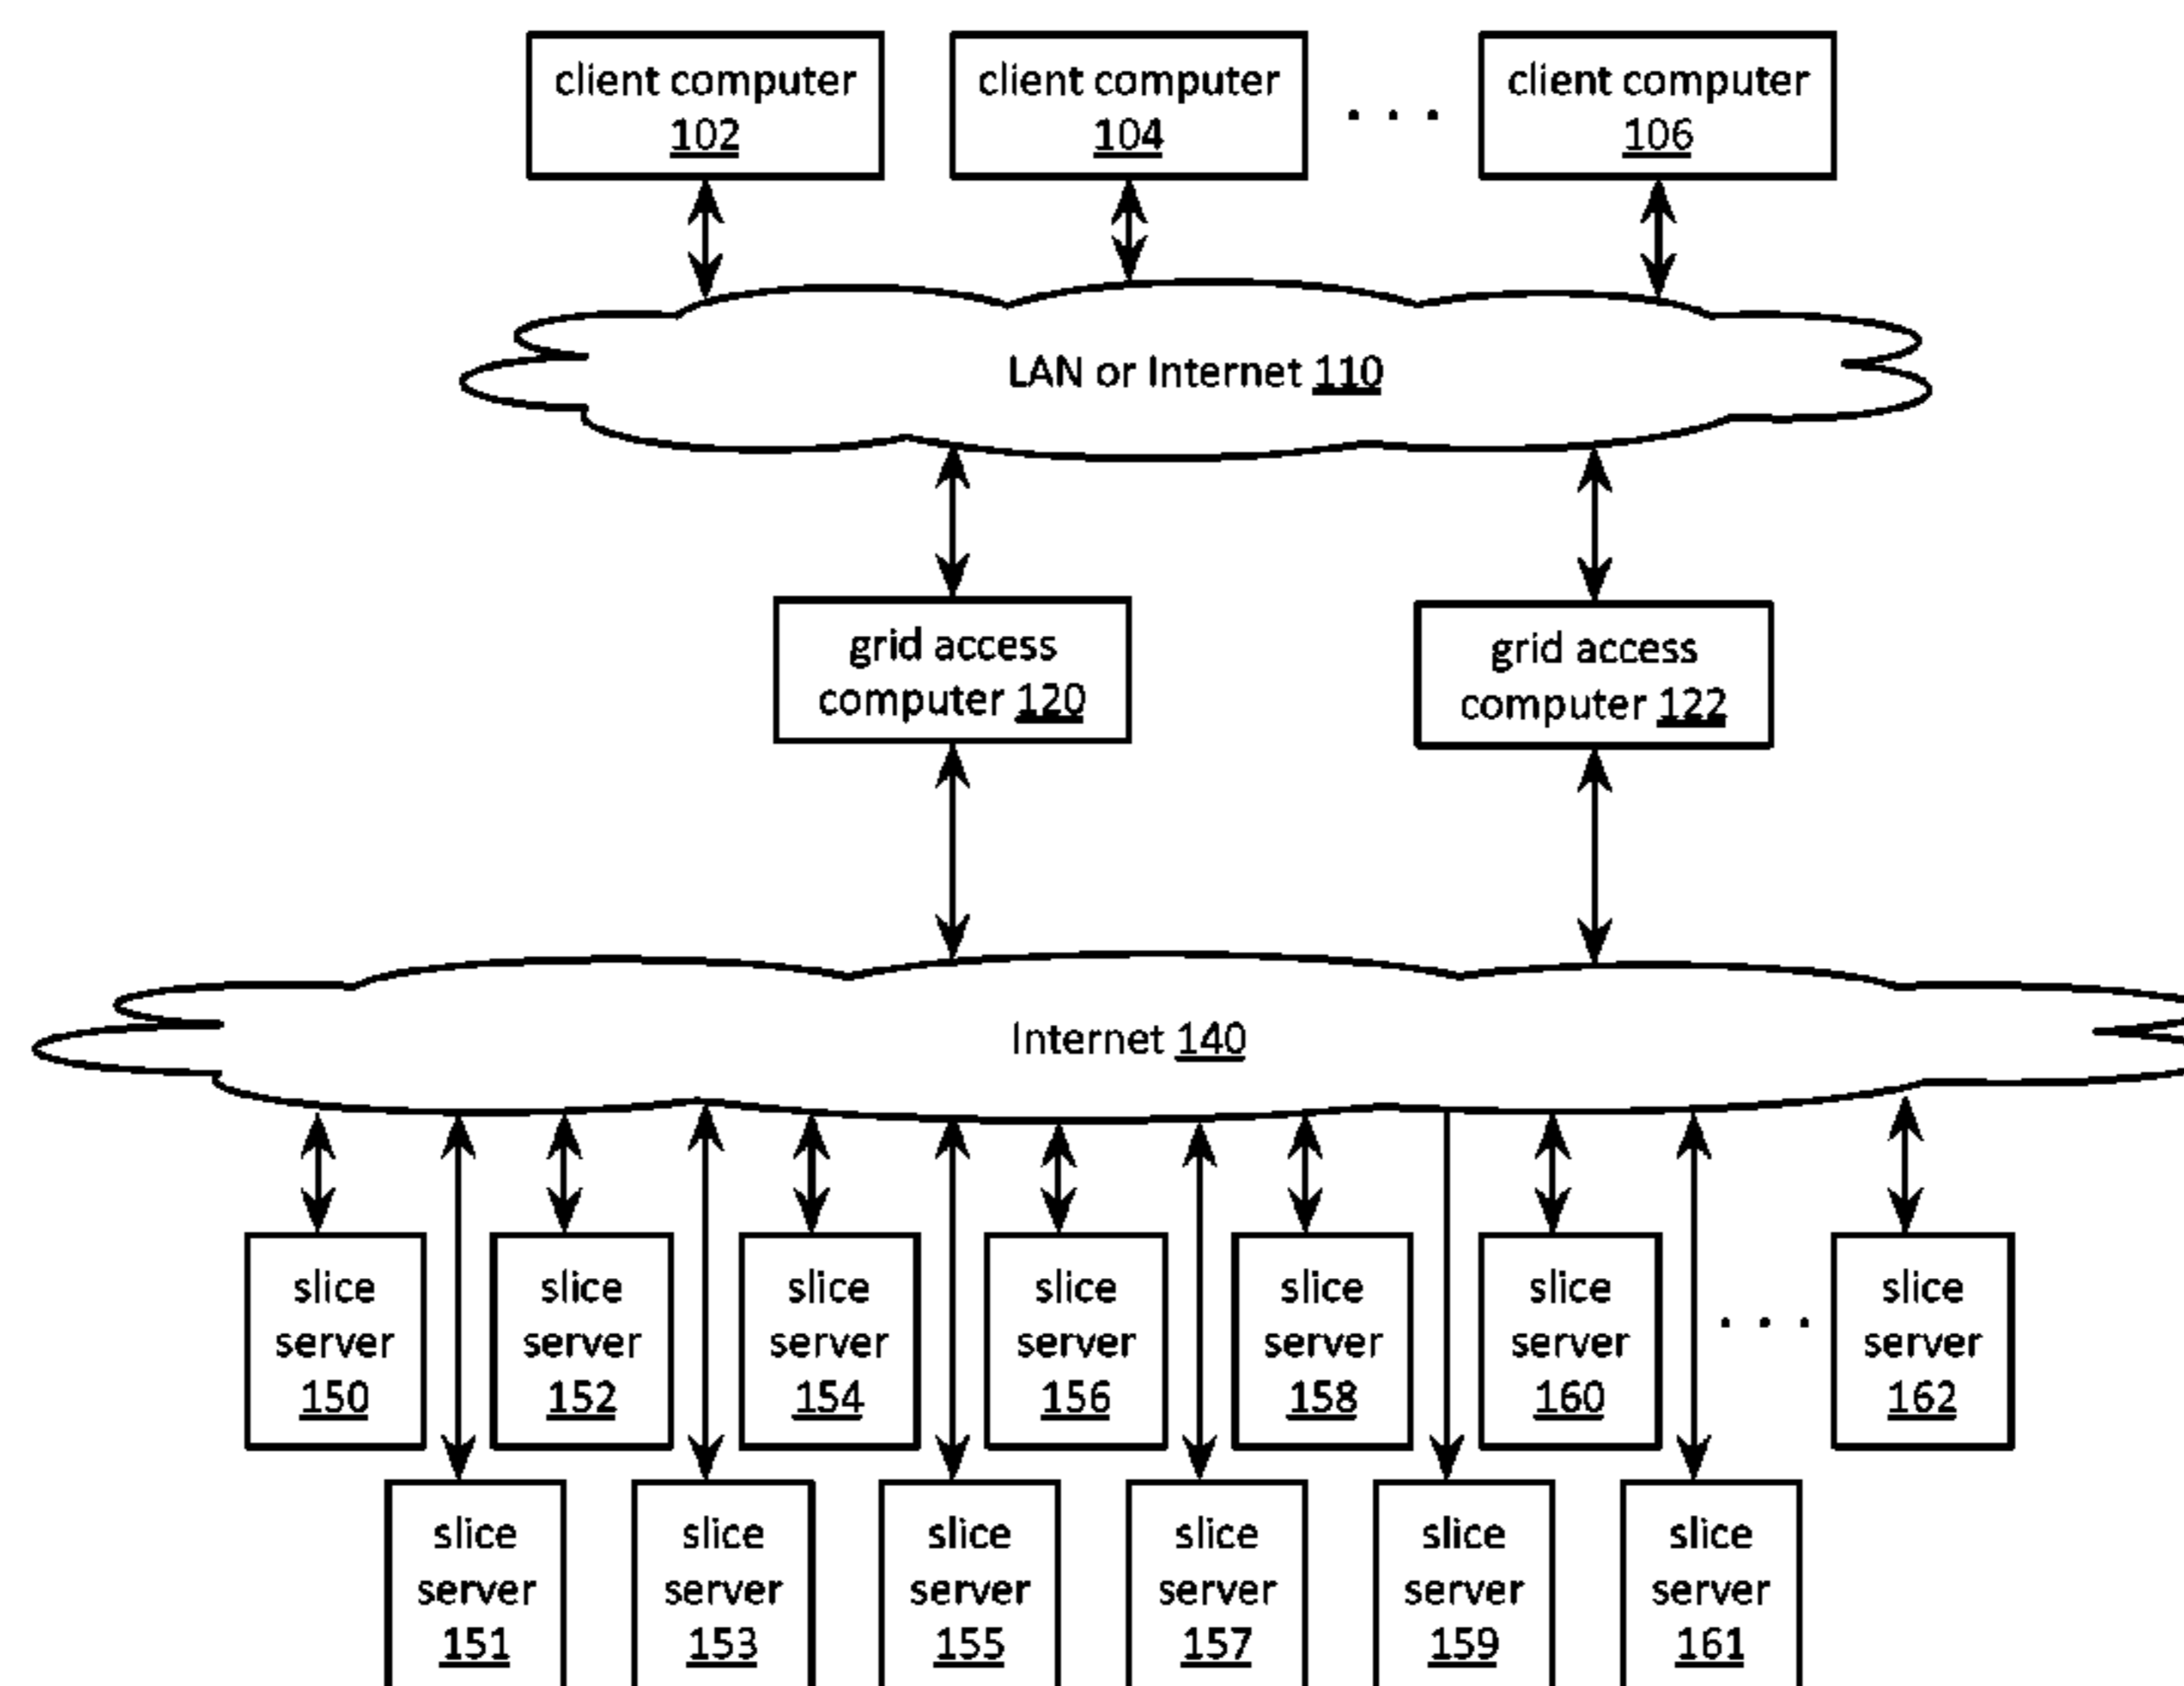 client computer
102
client computer
104
. . .
client computer
106
LAN or Internet 110
grid access
computer 120
grid access
computer 122
Internet 140
slice
server
150
slice
server
152
slice
server
154
slice
server
156
slice
server
158
slice
server
160
. . .
slice
server
162
slice
server
151
slice
server
153
slice
server
155
slice
server
157
slice
server
159
slice
server
161